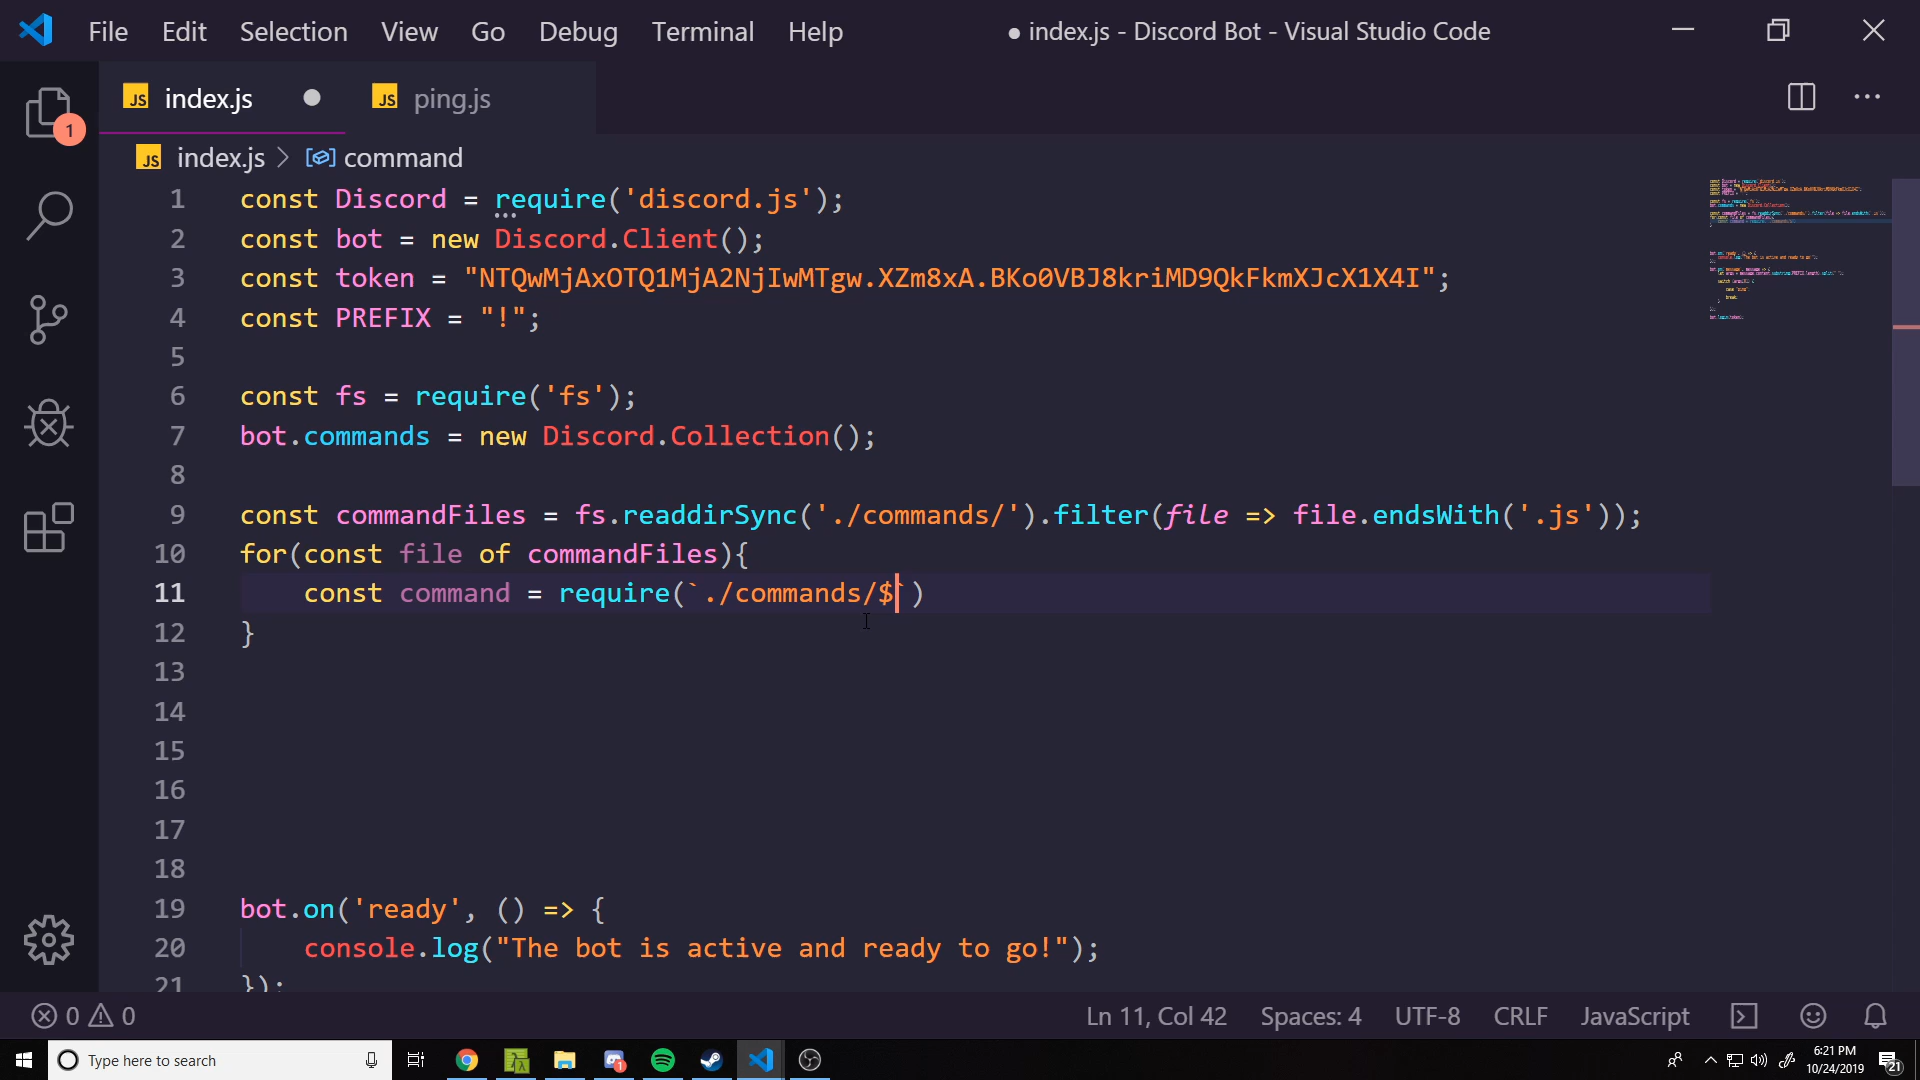 File Edit Selection View Go Debug Terminal Help
● index.js - Discord Bot - Visual Studio Code
JS index.js ●
JS ping.js
1
JS index.js > command
1 const Discord = require('discord.js');
2 const bot = new Discord.Client();
3 const token = "NTQwMjAxOTQ1MjA2NjIwMTgw.XZm8xA.BKo0VBJ8kriMD9QkFkmXJcX1X4I";
4 const PREFIX = "!";
5
6 const fs = require('fs');
7 bot.commands = new Discord.Collection();
8
9 const commandFiles = fs.readdirSync('./commands/').filter(file => file.endsWith('.js'));
10 for(const file of commandFiles){
11 const command = require(`./commands/$`)
12 }
13
14
15
16
17
18
19 bot.on('ready', () => {
20 console.log("The bot is active and ready to go!");
21 });
0 0
Ln 11, Col 42 Spaces: 4 UTF-8 CRLF JavaScript
Type here to search
1
6:21 PM
10/24/2019
21